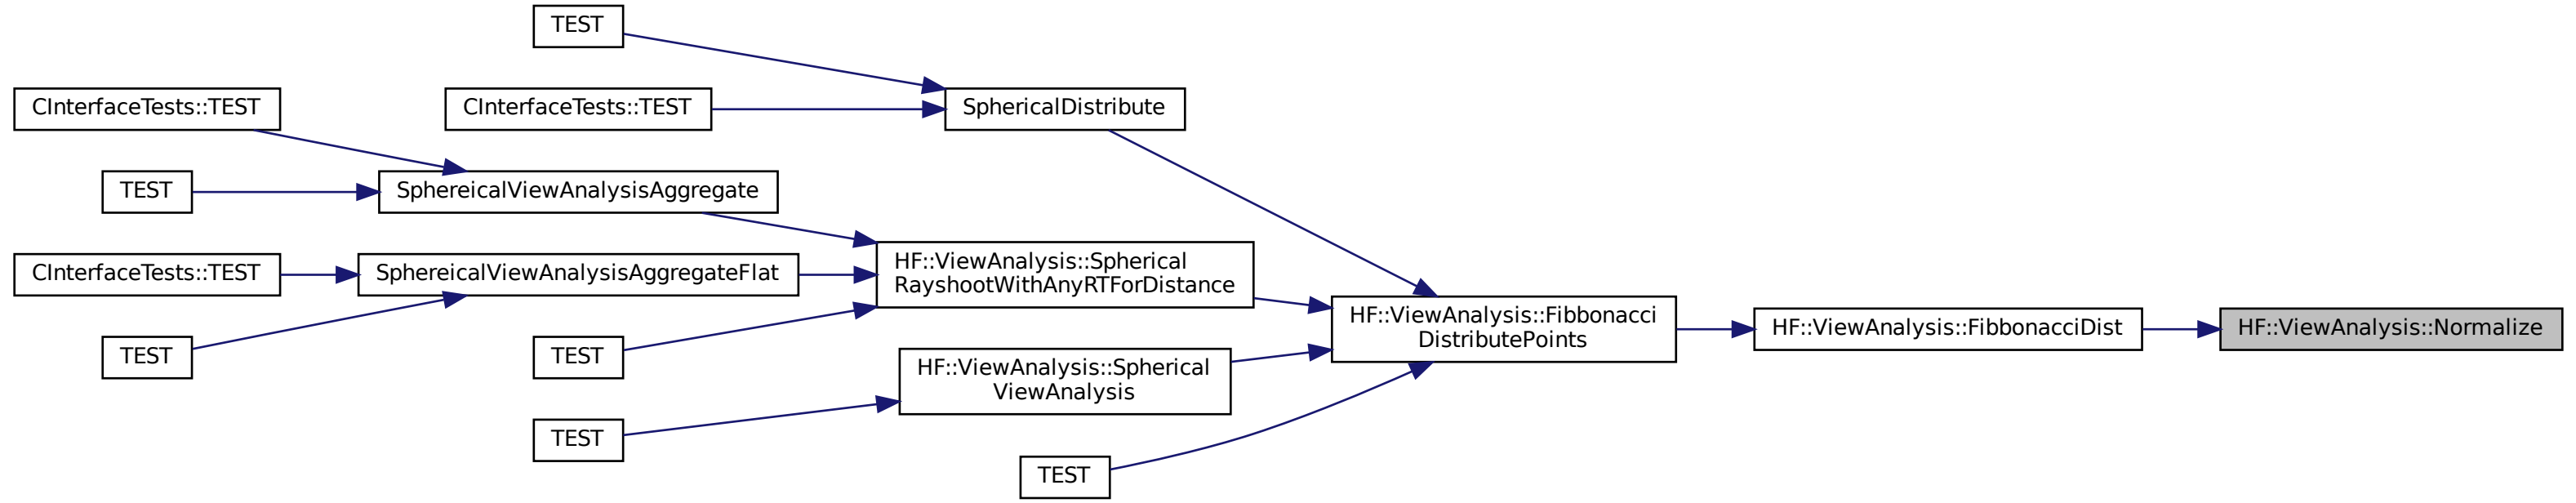 TEST
CInterfaceTests::TEST
CInterfaceTests::TEST
SphericalDistribute
TEST
SphereicalViewAnalysisAggregate
CInterfaceTests::TEST
SphereicalViewAnalysisAggregateFlat
HF::ViewAnalysis::Spherical
RayshootWithAnyRTForDistance
TEST
TEST
HF::ViewAnalysis::Fibbonacci
DistributePoints
HF::ViewAnalysis::FibbonacciDist
HF::ViewAnalysis::Normalize
HF::ViewAnalysis::Spherical
ViewAnalysis
TEST
TEST